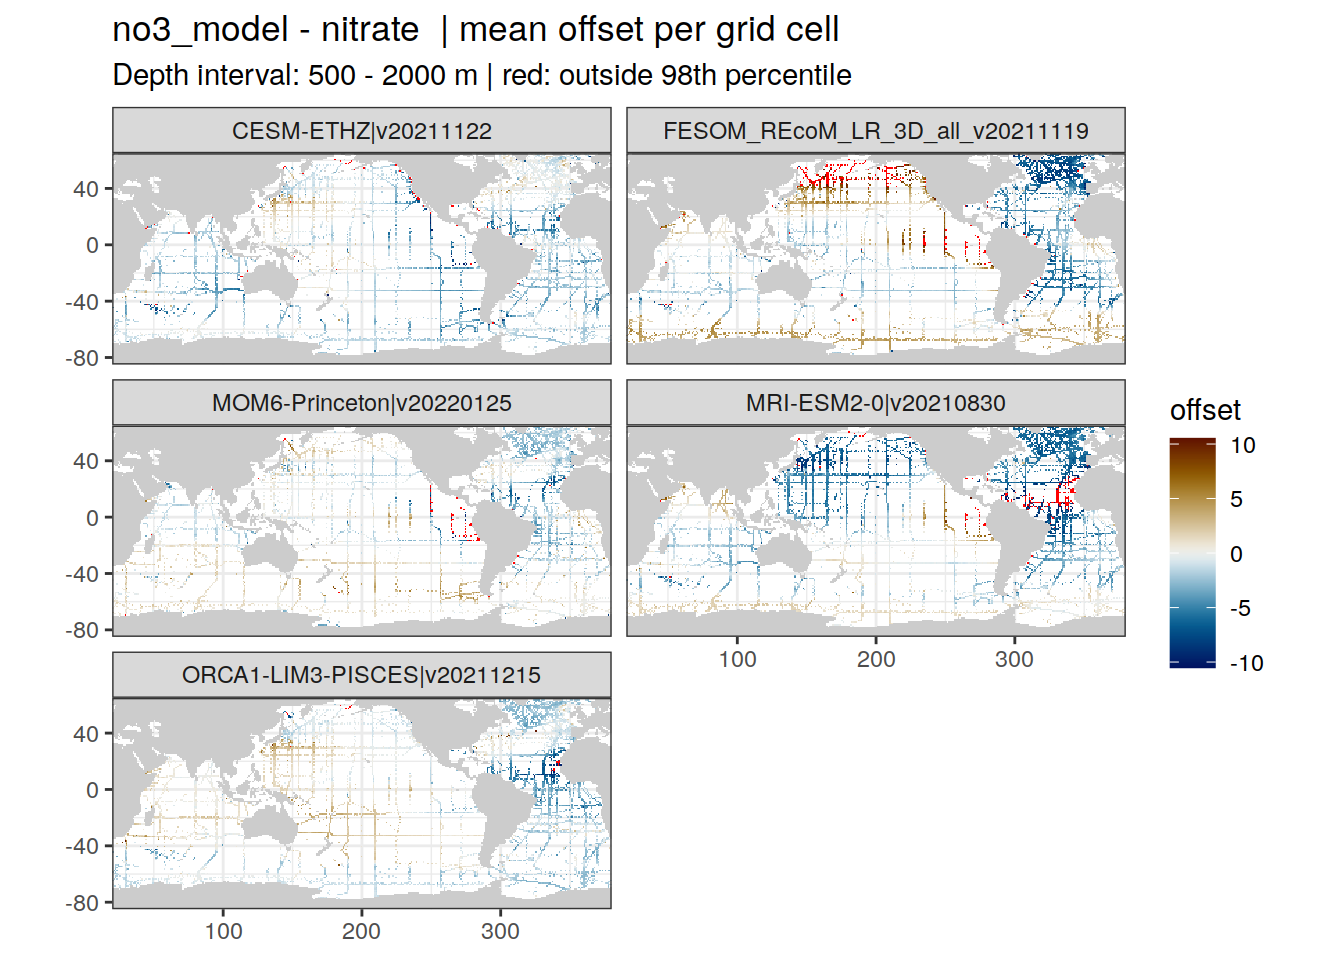 no3_model - nitrate  | mean offset per grid cell
Depth interval: 500 - 2000 m | red: outside 98th percentile
CESM-ETHZ|v20211122
FESOM_REcoM_LR_3D_all_v20211119
40
0
-40
-80
MOM6-Princeton|v20220125
MRI-ESM2-0|v20210830
40
0
-40
-80
100
200
300
offset
10
5
0
-5
-10
ORCA1-LIM3-PISCES|v20211215
40
0
-40
-80
100
200
300